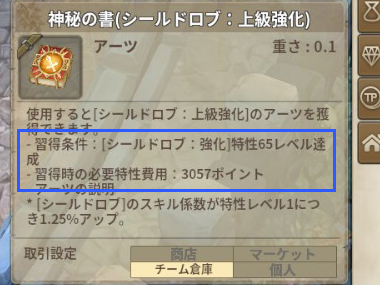 神秘の書(シールドロブ：上級強化)
アーツ
重さ : 0.1
使用すると[シールドロブ：上級強化]のアーツを獲
得できます。
- 習得条件：[シールドロブ：強化]特性65レベル達
成
- 習得時の必要特性費用：3057ポイント
- アーツの説明
* [シールドロブ]のスキル係数が特性レベル1につ
き1.25%アップ。
取引設定
商店
マーケット
チーム倉庫
個人
TP